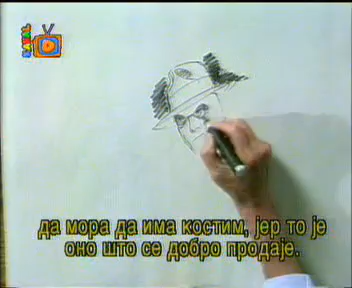 да мора да има костим, јер то је
оно што се добро продаје.